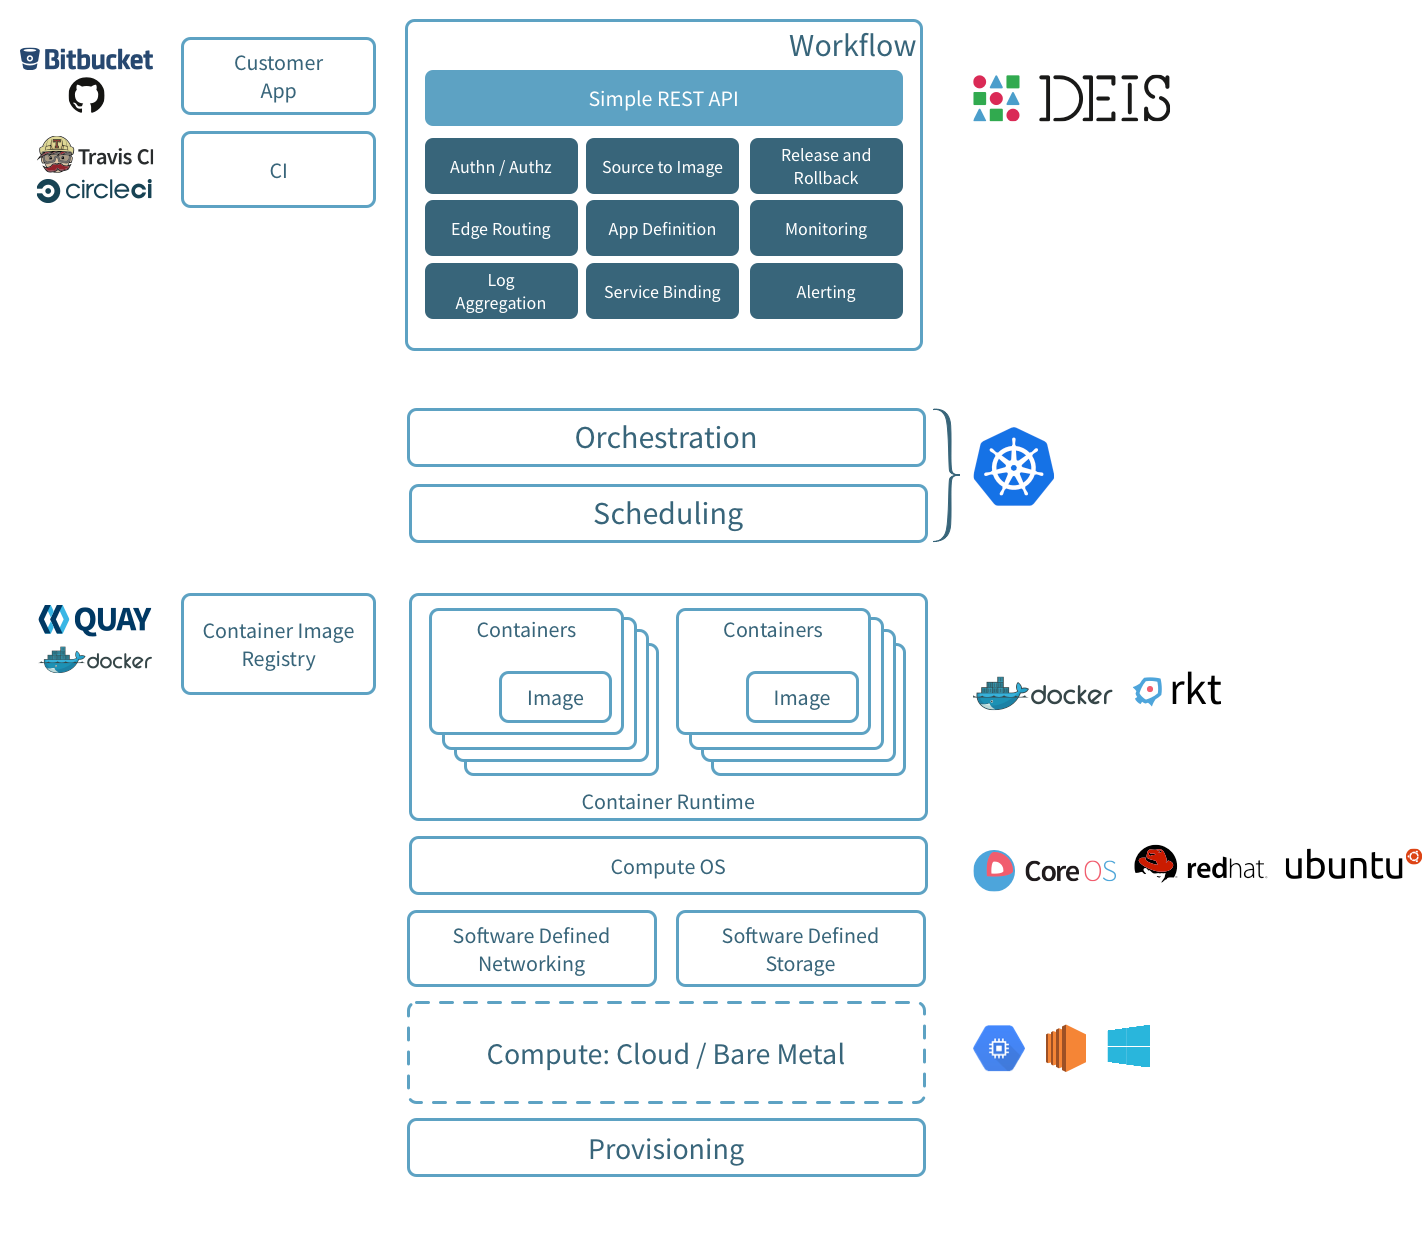 Bitbucket
Customer
App
Travis CI
circleci
CI
Workflow
Simple REST API
Authn / Authz
Source to Image
Release and
Rollback
Edge Routing
App Definition
Monitoring
Log
Aggregation
Service Binding
Alerting
DEIS
Orchestration
Scheduling
QUAY
docker
Container Image
Registry
Containers
Image
Containers
Image
Container Runtime
docker
rkt
Compute OS
Core OS
redhat.
ubuntu
Software Defined
Networking
Software Defined
Storage
Compute: Cloud / Bare Metal
Provisioning